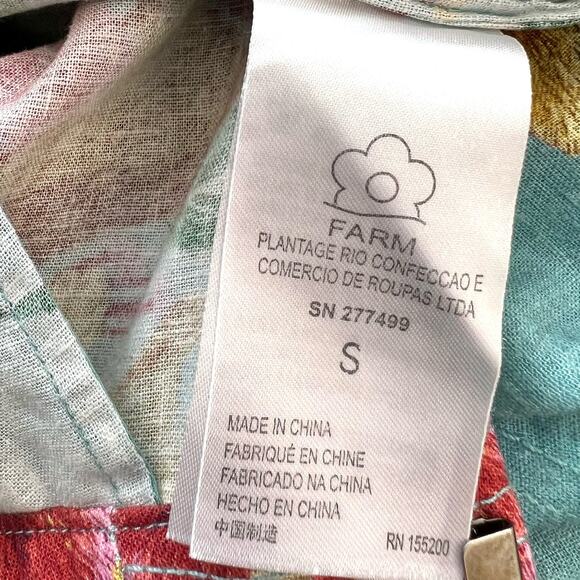 FARM
PLANTAGE RIO CONFECCAO E
COMERCIO DE ROUPAS LTDA
SN 277499
S
MADE IN CHINA
FABRIQUÉ EN CHINE
FABRICADO NA CHINA
HECHO EN CHINA
中国制造
RN 155200